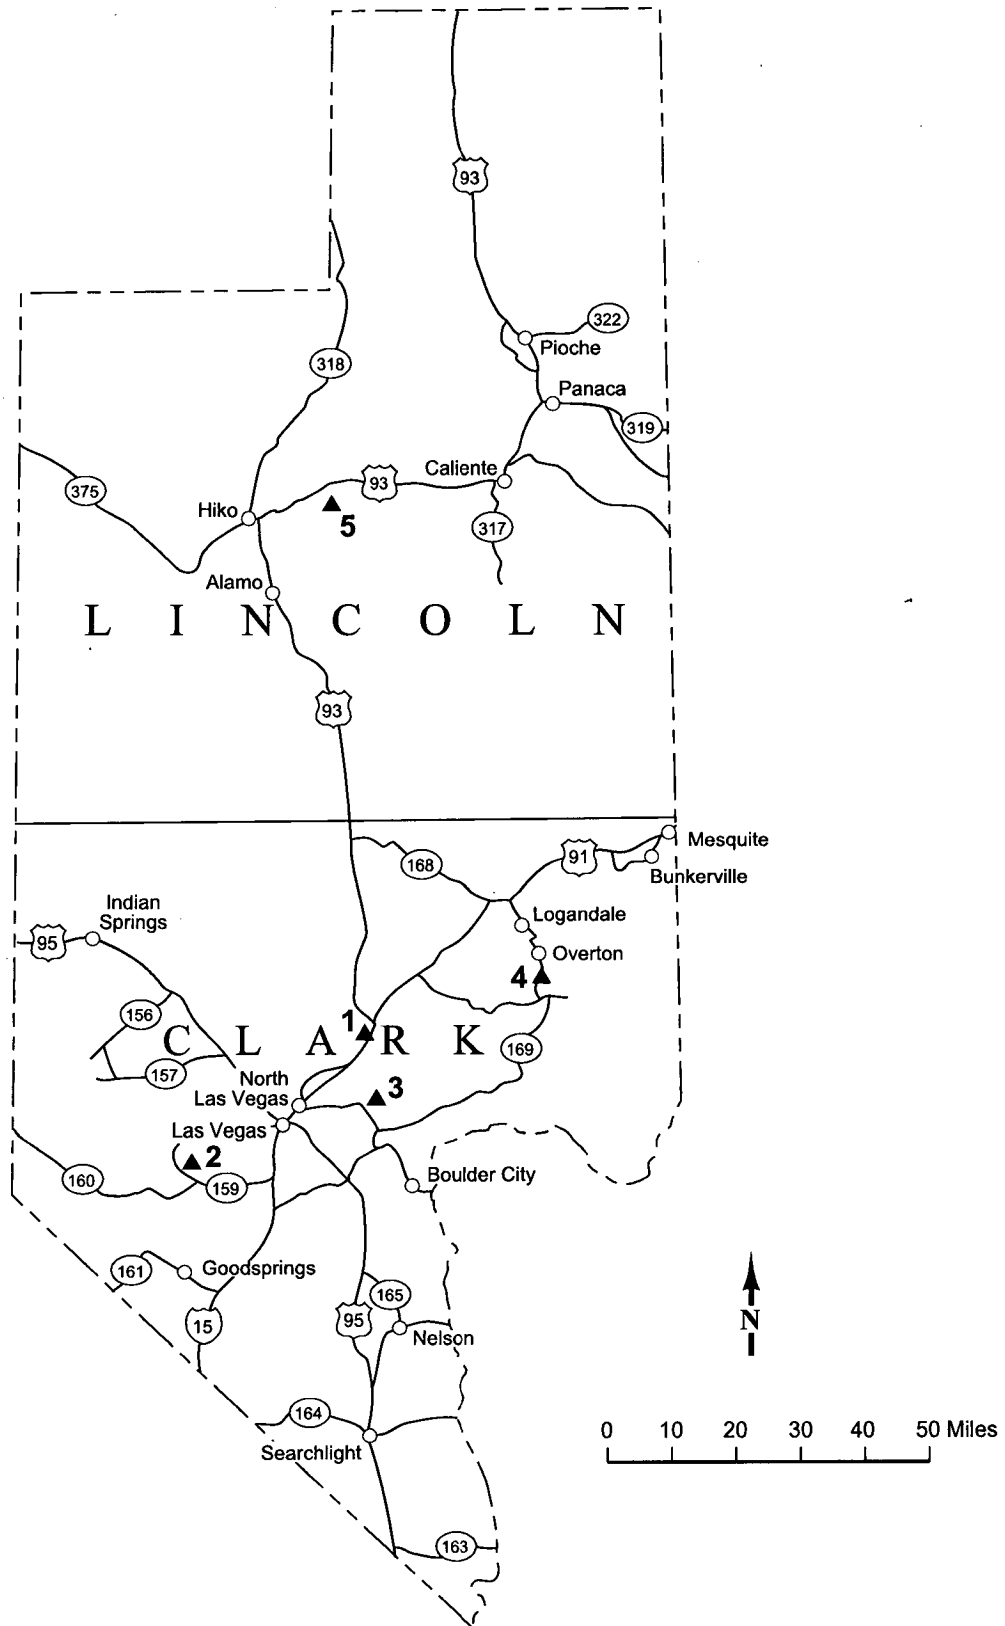 93
322
Pioche
318
Panaca
319
Caliente
93
375
Hiko
5
317
Alamo
L I N C O L N
93
Mesquite
91
168
Bunkerville
Indian
Springs
Logandale
95
Overton
4
156
1
C L A R K
169
157
North
Las Vegas
3
Las Vegas
2
Boulder City
160
159
161
Goodsprings
165
15
95
Nelson
N
164
0 10 20 30 40 50 Miles
Searchlight
163